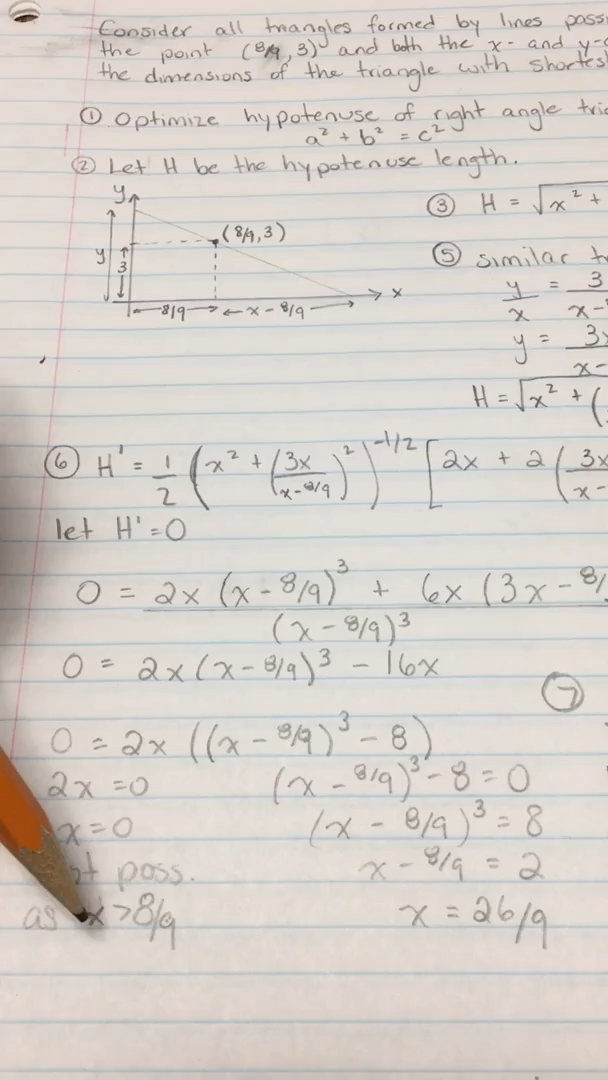 Consider all triangles formed by lines pass
the point (8/9, 3) and both the x- and y-
the dimensions of the triangle with shortes
① Optimize hypotenuse of right angle tri
a² + b² = c²
② Let H be the hypotenuse length.
③ H = √x² +
y
(8/9, 3)
y
3
x
8/9
x - 8/9
⑤ similar t
y/x = 3/x-
y = 3x/x-
H = √x² + (
⑥ H' = 1/2 (x² + (3x/x-8/9)²)^-1/2 [2x + 2 (3x/x-
let H' = 0
0 = 2x (x - 8/9)³ + 6x (3x - 8/
(x - 8/9)³
0 = 2x (x - 8/9)³ - 16x
⑦
0 = 2x ((x - 8/9)³ - 8)
2x = 0 (x - 8/9)³ - 8 = 0
x = 0 (x - 8/9)³ = 8
poss. x - 8/9 = 2
as x > 8/9 x = 26/9